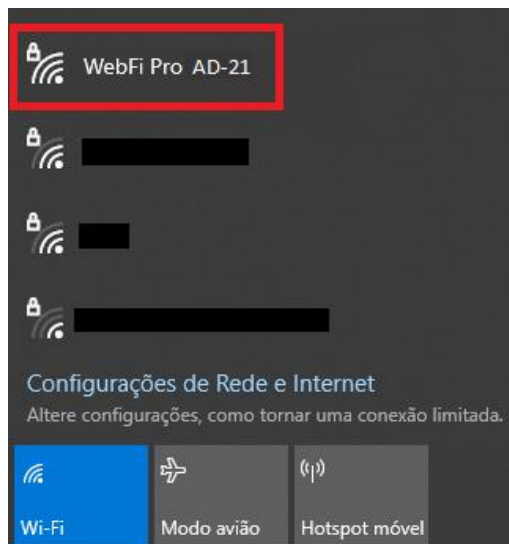 WebFi Pro AD-21
Configurações de Rede e Internet
Altere configurações, como tornar uma conexão limitada.
Wi-Fi
Modo avião
Hotspot móvel